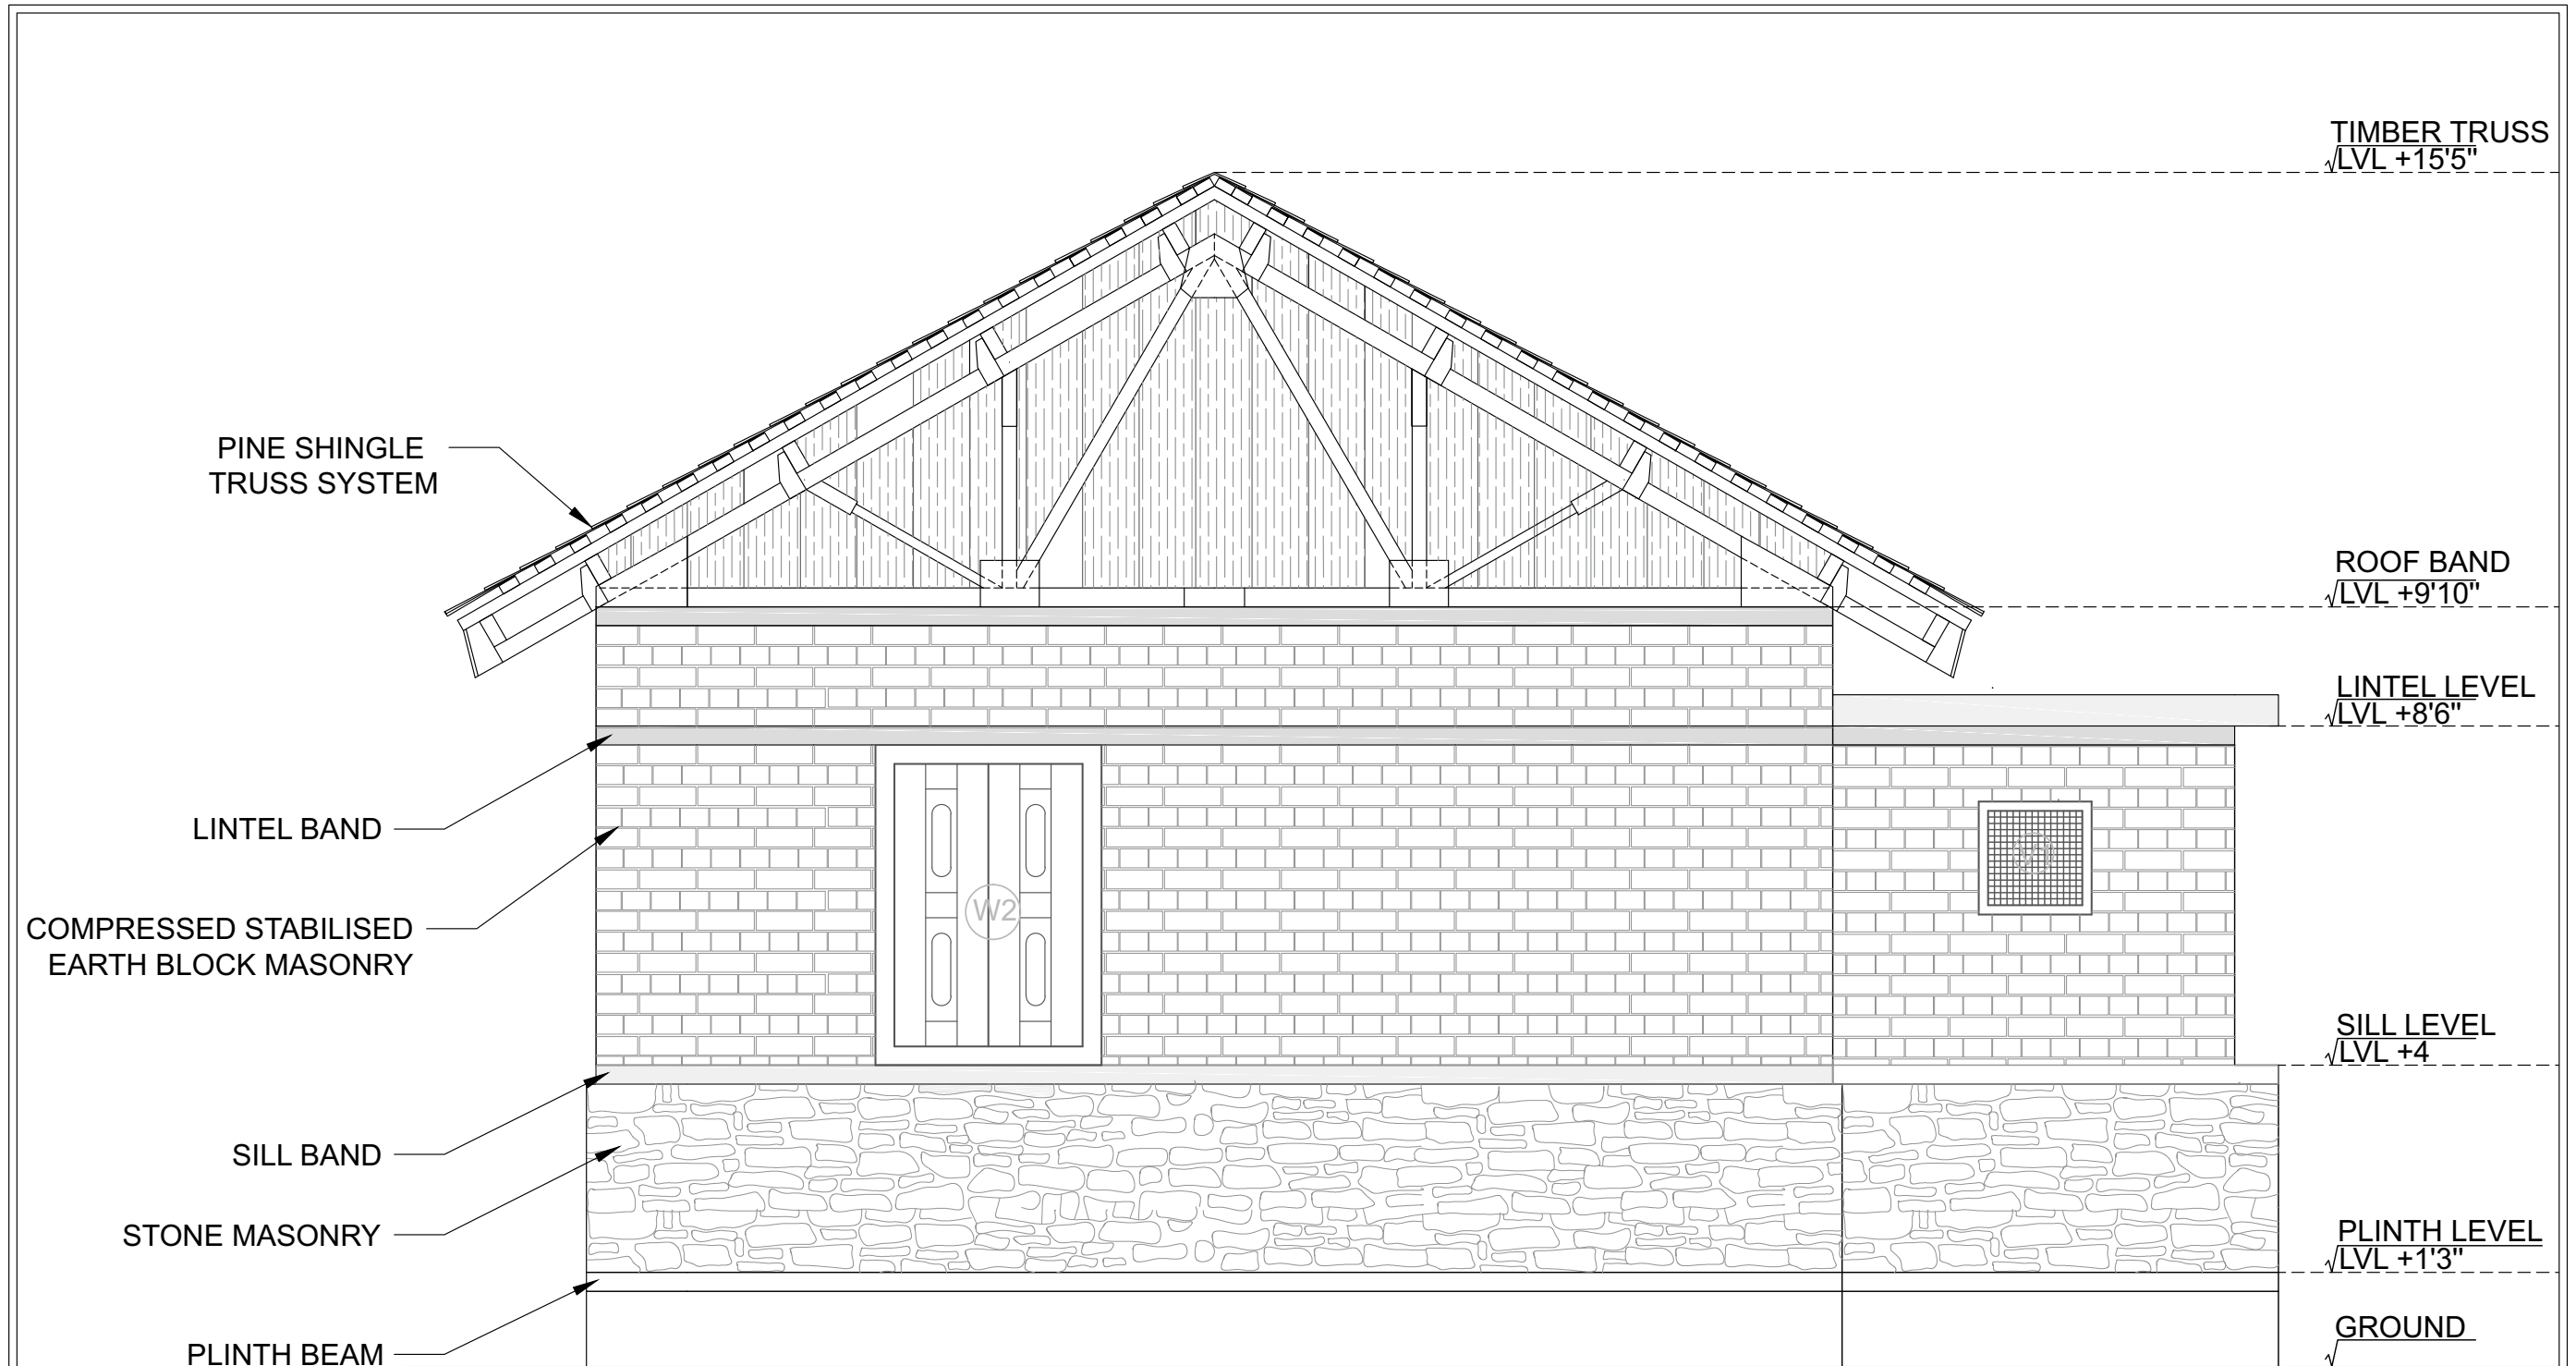 TIMBER TRUSS
LVL +15'5"
PINE SHINGLE
TRUSS SYSTEM
ROOF BAND
LVL +9'10"
LINTEL LEVEL
LVL +8'6"
LINTEL BAND
COMPRESSED STABILISED
EARTH BLOCK MASONRY
W2
SILL LEVEL
LVL +4
SILL BAND
STONE MASONRY
PLINTH LEVEL
LVL +1'3"
PLINTH BEAM
GROUND